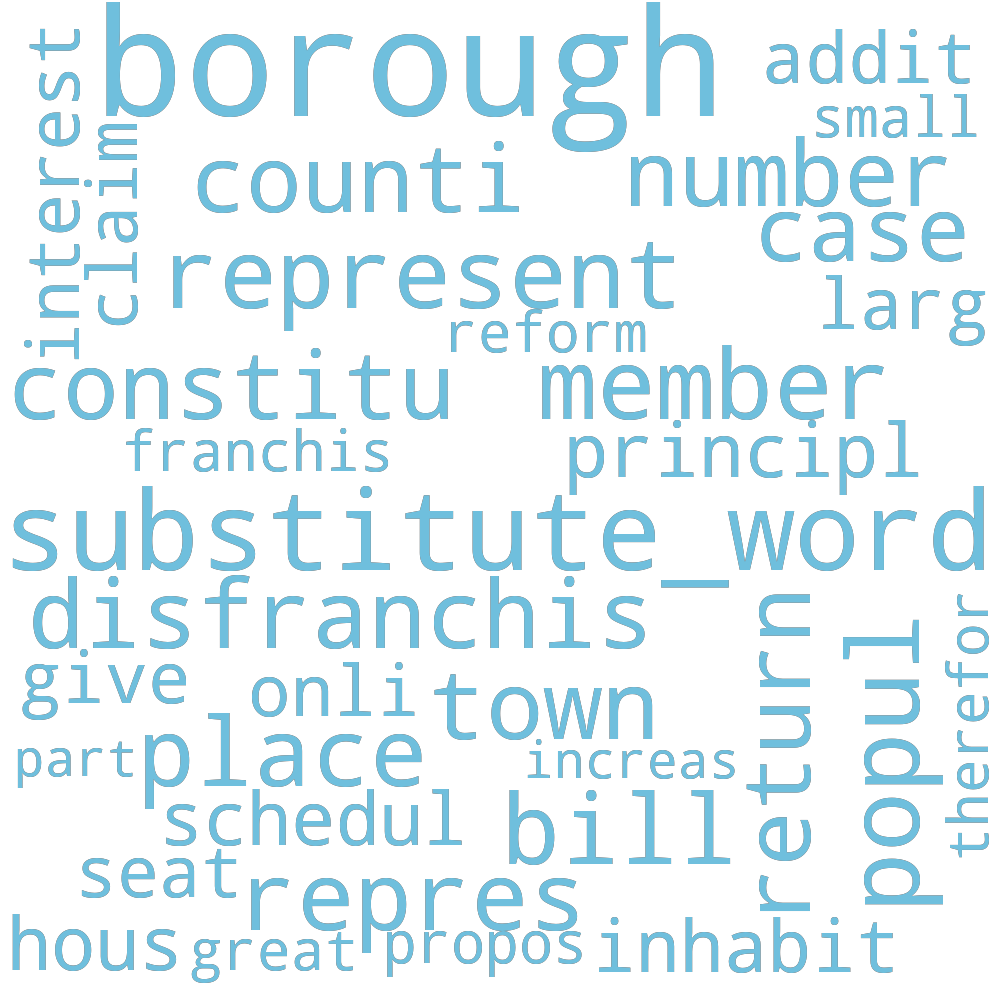 borough
interest
addit
small
claim
counti
number
case
represent
larg
reform
constitu
member
franchis
principl
substitute_word
disfranchis
return
popul
therefor
give
onli
town
part
place
increas
schedul
bill
seat
repres
hous
great
propos
inhabit